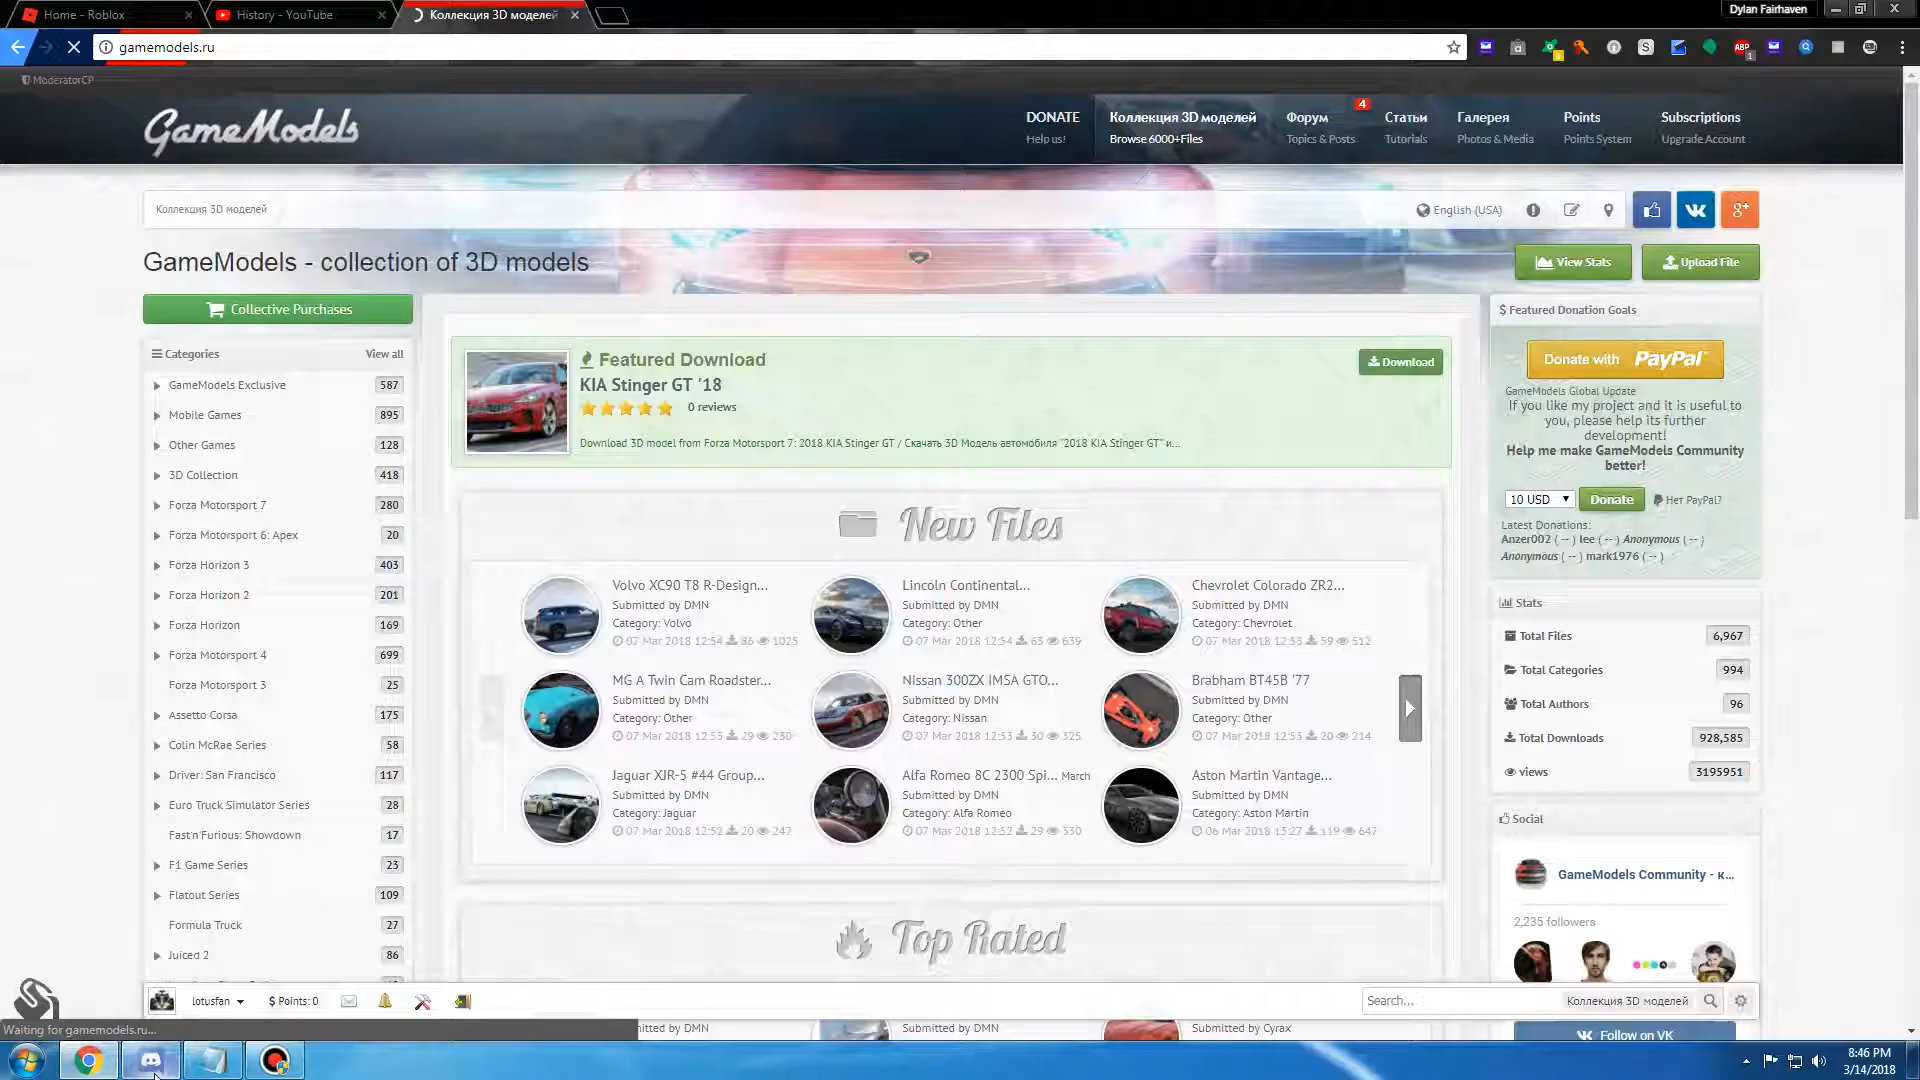 Home - Roblox
History - YouTube
Коллекция 3D моделей
Dylan Fairhaven
gamemodels.ru
ModeratorCP
GameModels
DONATE
Help us!
Коллекция 3D моделей
Browse 6000+Files
Форум
4
Topics & Posts
Статьи
Tutorials
Галерея
Photos & Media
Points
Points System
Subscriptions
Upgrade Account
Коллекция 3D моделей
English (USA)
GameModels - collection of 3D models
View Stats
Upload File
Collective Purchases
Categories
View all
GameModels Exclusive 587
Mobile Games 895
Other Games 128
3D Collection 418
Forza Motorsport 7 280
Forza Motorsport 6: Apex 20
Forza Horizon 3 403
Forza Horizon 2 201
Forza Horizon 169
Forza Motorsport 4 699
Forza Motorsport 3 25
Assetto Corsa 175
Colin McRae Series 58
Driver: San Francisco 117
Euro Truck Simulator Series 28
Fast'n'Furious: Showdown 17
F1 Game Series 23
Flatout Series 109
Formula Truck 27
Juiced 2 86
Featured Download
Download
KIA Stinger GT '18
0 reviews
Download 3D model from Forza Motorsport 7: 2018 KIA Stinger GT / Скачать 3D Модель автомобиля "2018 KIA Stinger GT" и...
New Files
Volvo XC90 T8 R-Design...
Submitted by DMN
Category: Volvo
07 Mar 2018 12:54 86 1025
Lincoln Continental...
Submitted by DMN
Category: Other
07 Mar 2018 12:54 63 639
Chevrolet Colorado ZR2...
Submitted by DMN
Category: Chevrolet
07 Mar 2018 12:53 59 512
MG A Twin Cam Roadster...
Submitted by DMN
Category: Other
07 Mar 2018 12:53 29 230
Nissan 300ZX IMSA GTO...
Submitted by DMN
Category: Nissan
07 Mar 2018 12:53 30 325
Brabham BT45B '77
Submitted by DMN
Category: Other
07 Mar 2018 12:53 20 214
Jaguar XJR-5 #44 Group...
Submitted by DMN
Category: Jaguar
07 Mar 2018 12:52 20 247
Alfa Romeo 8C 2300 Spi... March
Submitted by DMN
Category: Alfa Romeo
07 Mar 2018 12:52 29 330
Aston Martin Vantage...
Submitted by DMN
Category: Aston Martin
06 Mar 2018 13:27 119 647
Top Rated
$ Featured Donation Goals
Donate with PayPal
GameModels Global Update
If you like my project and it is useful to
you, please help its further
development!
Help me make GameModels Community
better!
10 USD
Donate
Нет PayPal?
Latest Donations:
Anzer002 ( -- ) lee ( -- ) Anonymous ( -- )
Anonymous ( -- ) mark1976 ( -- )
Stats
Total Files 6,967
Total Categories 994
Total Authors 96
Total Downloads 928,585
views 3195951
Social
GameModels Community - к...
2,235 followers
Follow on VK
lotusfan
$ Points: 0
Search...
Коллекция 3D моделей
Waiting for gamemodels.ru...
itted by DMN
Submitted by DMN
Submitted by Cyrax
8:46 PM
3/14/2018